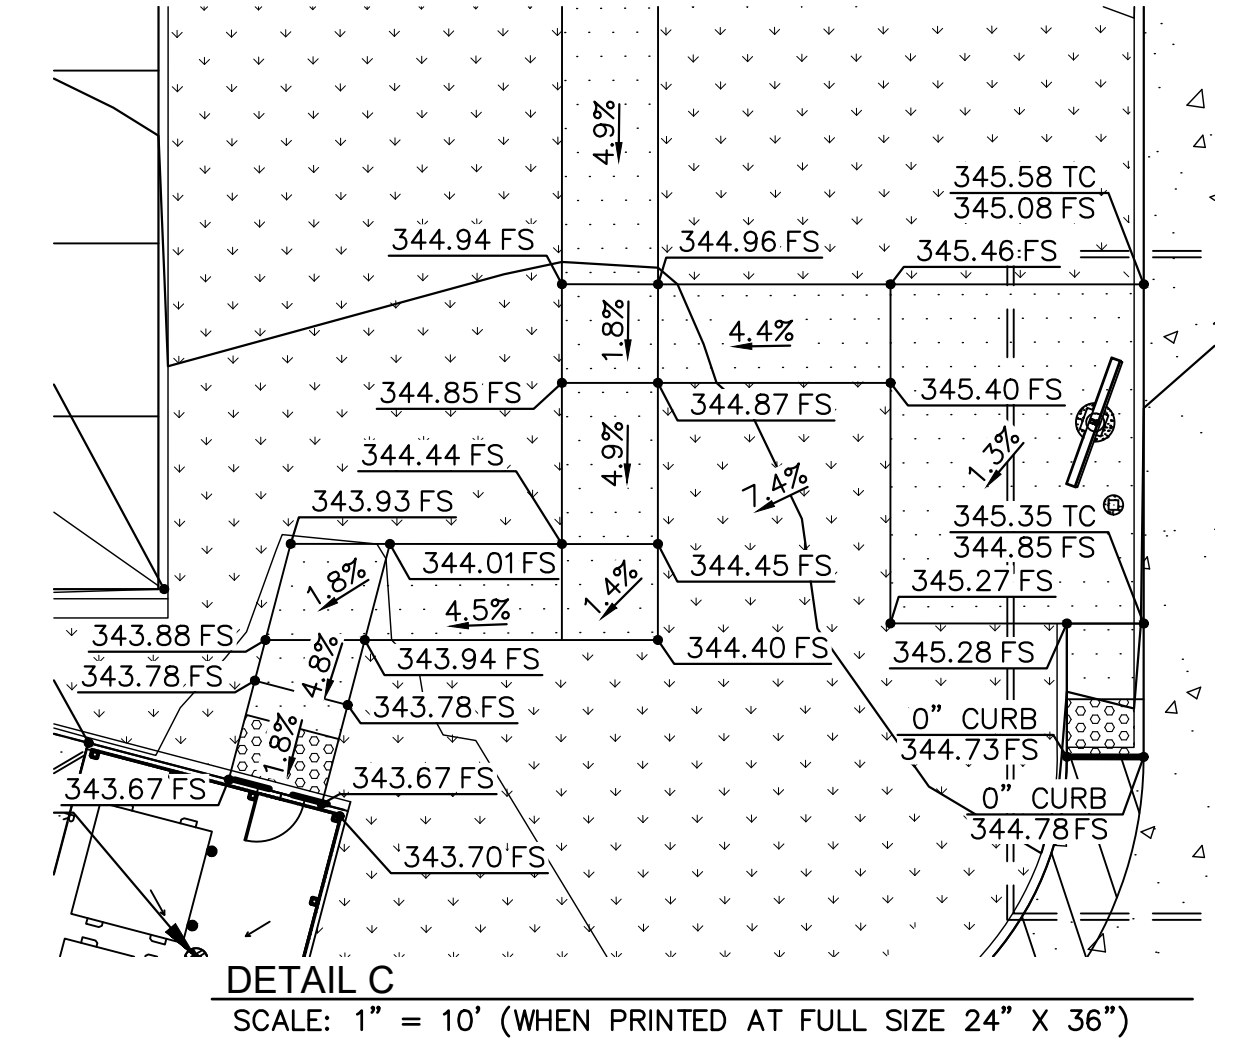 4.9%
345.58 TC
345.08 FS
344.94 FS
344.96 FS
345.46 FS
1.8%
4.4%
344.85 FS
344.87 FS
345.40 FS
344.44 FS
4.9%
7.4%
1.3%
343.93 FS
345.35 TC
344.85 FS
344.01 FS
344.45 FS
345.27 FS
1.8%
4.5%
1.4%
343.88 FS
343.94 FS
344.40 FS
345.28 FS
343.78 FS
4.8%
343.78 FS
0” CURB
344.73 FS
1.8%
343.67 FS
343.67 FS
0” CURB
344.78 FS
343.70 FS
DETAIL C
SCALE: 1” = 10’ (WHEN PRINTED AT FULL SIZE 24” X 36”)